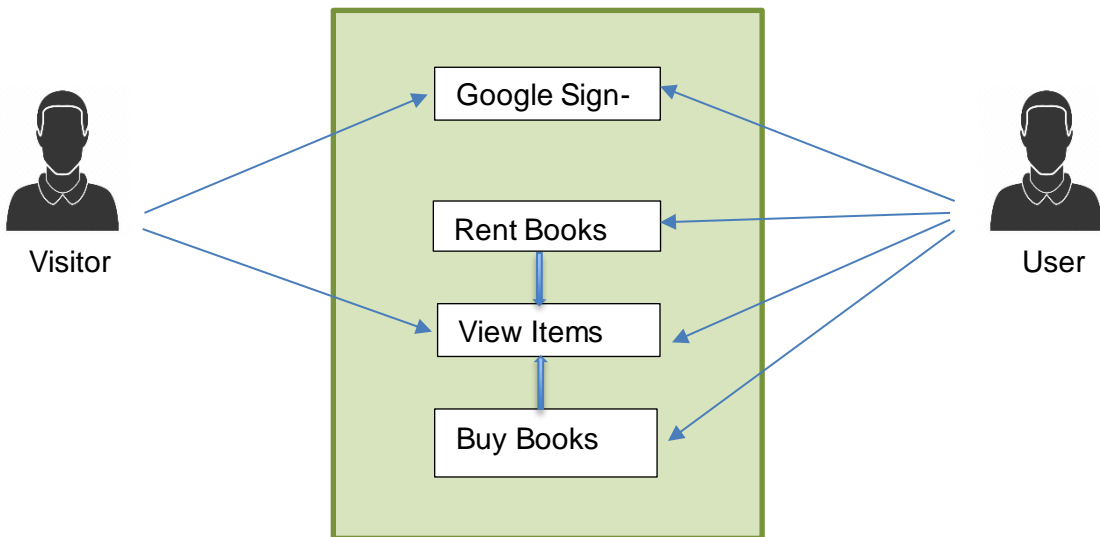 Google Sign-
Rent Books
Visitor
User
View Items
Buy Books